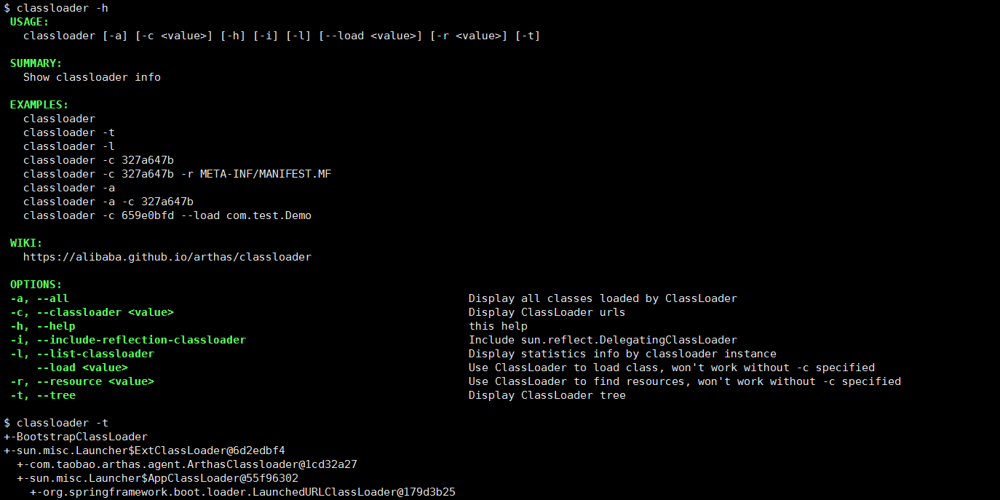 $ classloader -h
USAGE:
classloader [-a] [-c <value>] [-h] [-i] [-l] [--load <value>] [-r <value>] [-t]
SUMMARY:
Show classloader info
EXAMPLES:
classloader
classloader -t
classloader -l
classloader -c 327a647b
classloader -c 327a647b -r META-INF/MANIFEST.MF
classloader -a
classloader -a -c 327a647b
classloader -c 659e0bfd --load com.test.Demo
WIKI:
https://alibaba.github.io/arthas/classloader
OPTIONS:
-a, --all Display all classes loaded by ClassLoader
-c, --classloader <value> Display ClassLoader urls
-h, --help this help
-i, --include-reflection-classloader Include sun.reflect.DelegatingClassLoader
-l, --list-classloader Display statistics info by classloader instance
--load <value> Use ClassLoader to load class, won't work without -c specified
-r, --resource <value> Use ClassLoader to find resources, won't work without -c specified
-t, --tree Display ClassLoader tree
$ classloader -t
+-BootstrapClassLoader
+-sun.misc.Launcher$ExtClassLoader@6d2edbf4
+-com.taobao.arthas.agent.ArthasClassloader@1cd32a27
+-sun.misc.Launcher$AppClassLoader@55f96302
+-org.springframework.boot.loader.LaunchedURLClassLoader@179d3b25